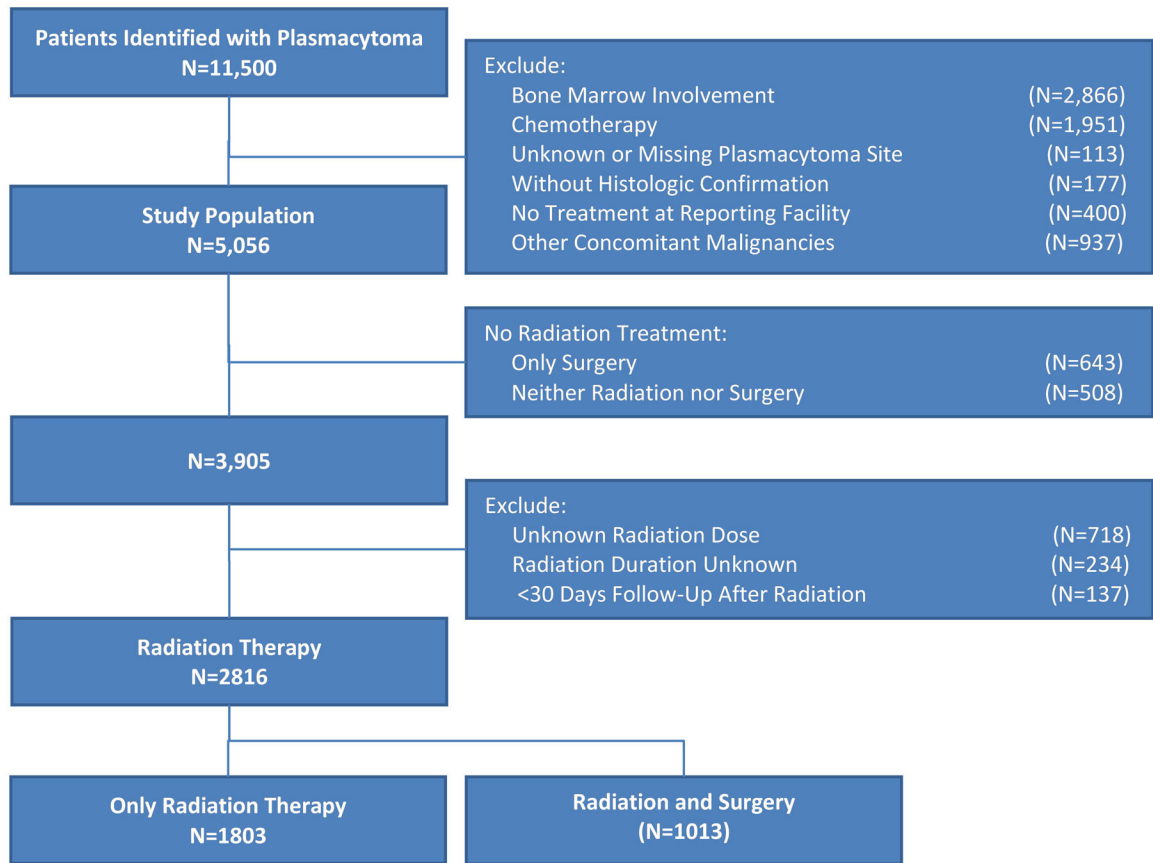 Patients Identified with Plasmacytoma
N=11,500
Exclude:
Bone Marrow Involvement (N=2,866)
Chemotherapy (N=1,951)
Unknown or Missing Plasmacytoma Site (N=113)
Without Histologic Confirmation (N=177)
No Treatment at Reporting Facility (N=400)
Other Concomitant Malignancies (N=937)
Study Population
N=5,056
No Radiation Treatment:
Only Surgery (N=643)
Neither Radiation nor Surgery (N=508)
N=3,905
Exclude:
Unknown Radiation Dose (N=718)
Radiation Duration Unknown (N=234)
<30 Days Follow-Up After Radiation (N=137)
Radiation Therapy
N=2816
Only Radiation Therapy
N=1803
Radiation and Surgery
(N=1013)